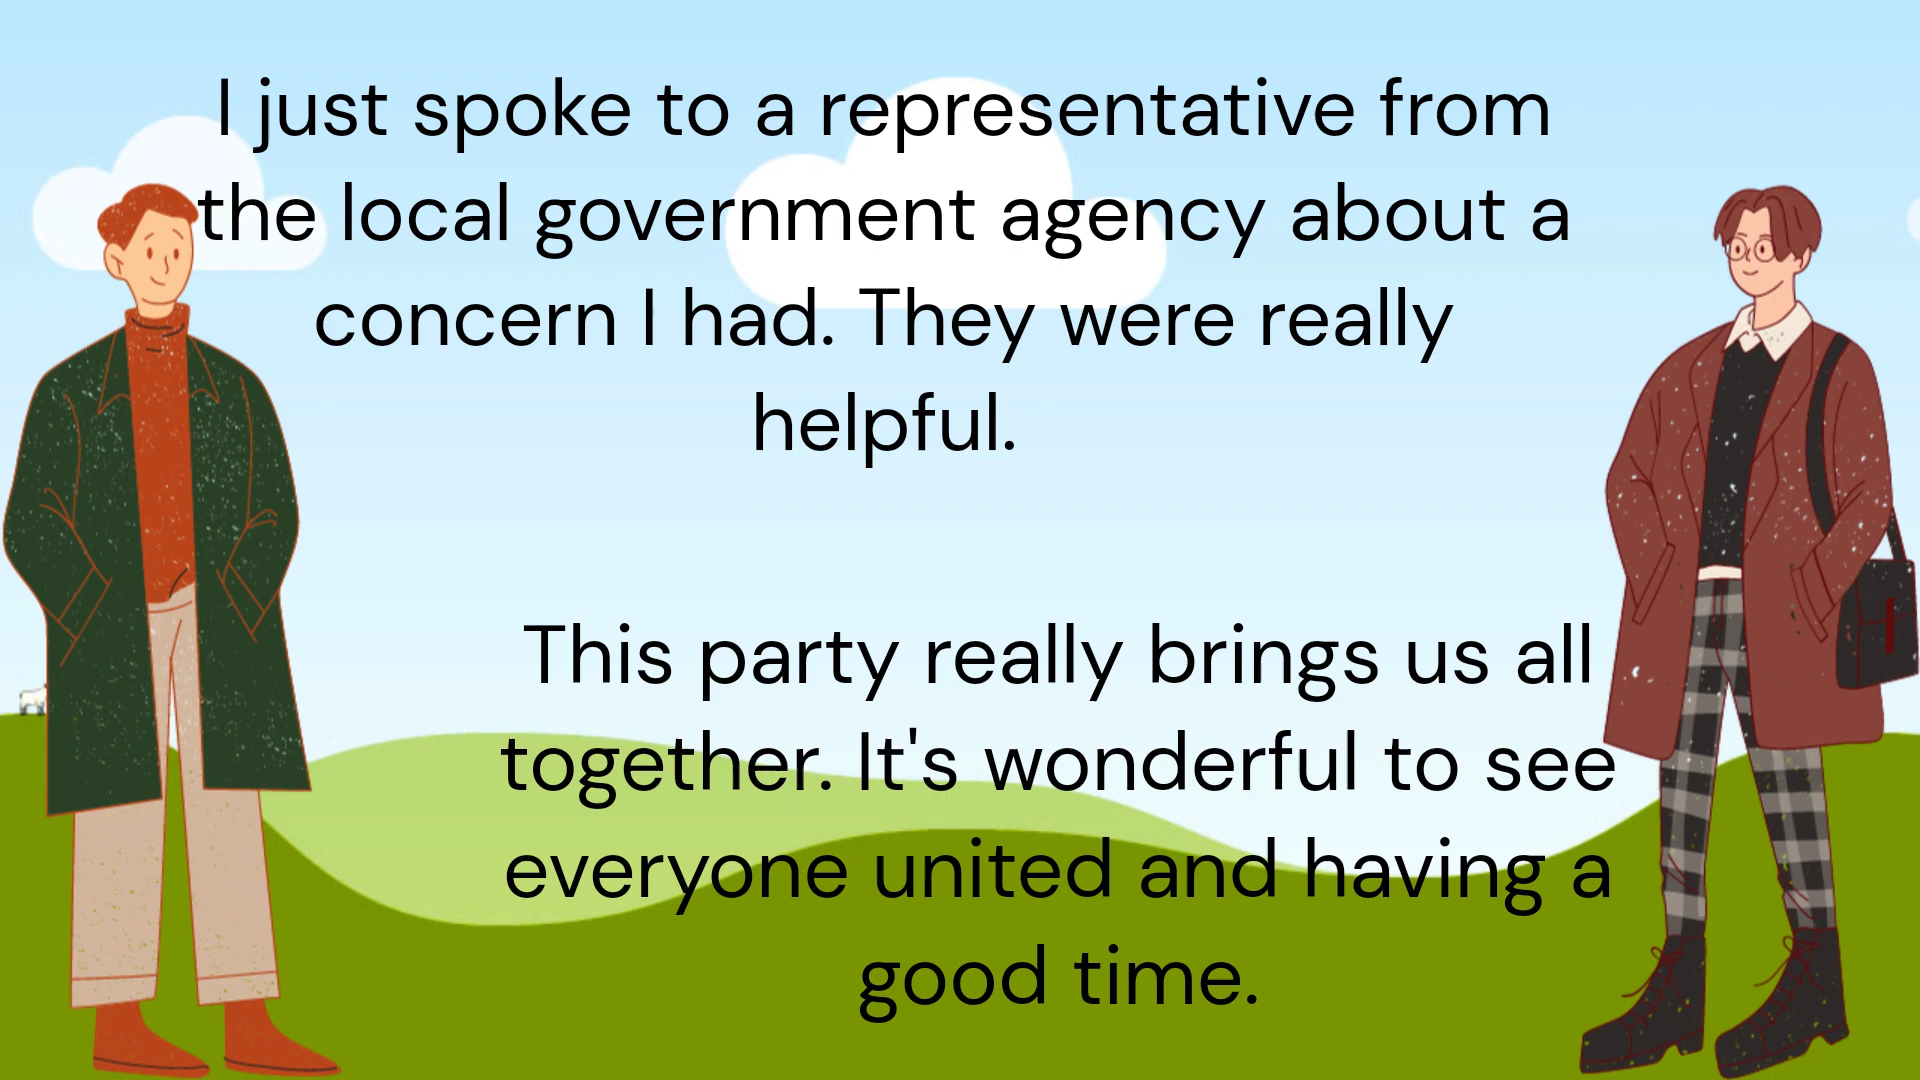 I just spoke to a representative from
the local government agency about a
concern I had. They were really
helpful.
This party really brings us all
together. It's wonderful to see
everyone united and having a
good time.